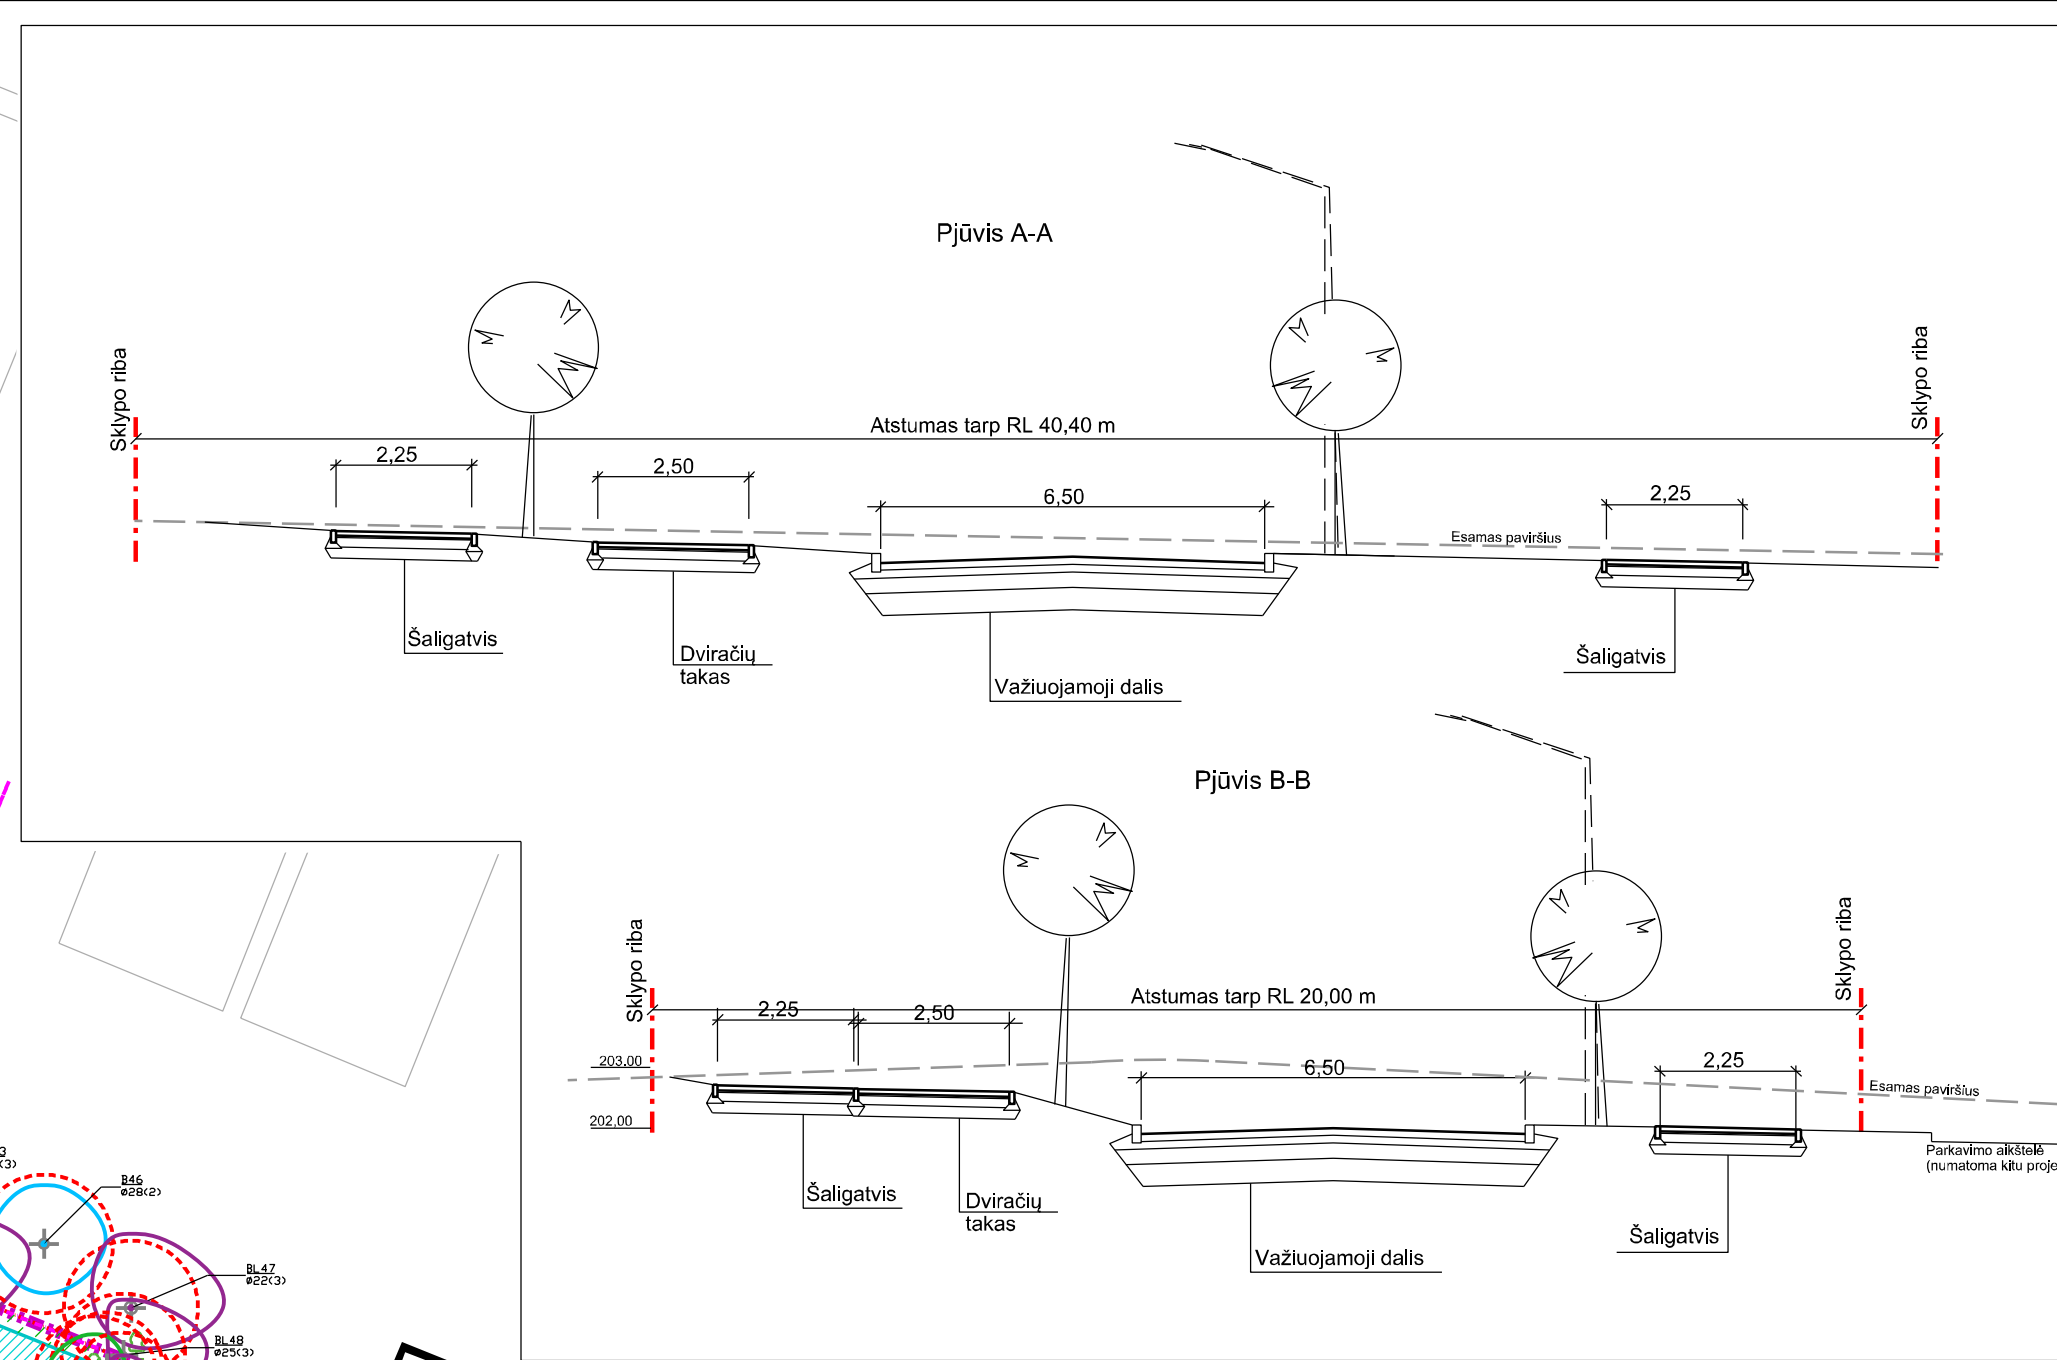 Pjūvis A-A
Sklypo riba
Sklypo riba
Atstumas tarp RL 40,40 m
2,25
2,50
6,50
2,25
Esamas paviršius
Šaligatvis
Dviračių
takas
Važiuojamoji dalis
Šaligatvis
Pjūvis B-B
Sklypo riba
Sklypo riba
Atstumas tarp RL 20,00 m
2,25
2,50
6,50
2,25
203.00
202,00
Esamas paviršius
Parkavimo aikštelė
(numatoma kitu proje
Šaligatvis
Dviračių
takas
Važiuojamoji dalis
Šaligatvis
3
(3)
B46
ø28(2)
BL47
ø22(3)
BL48
ø25(3)